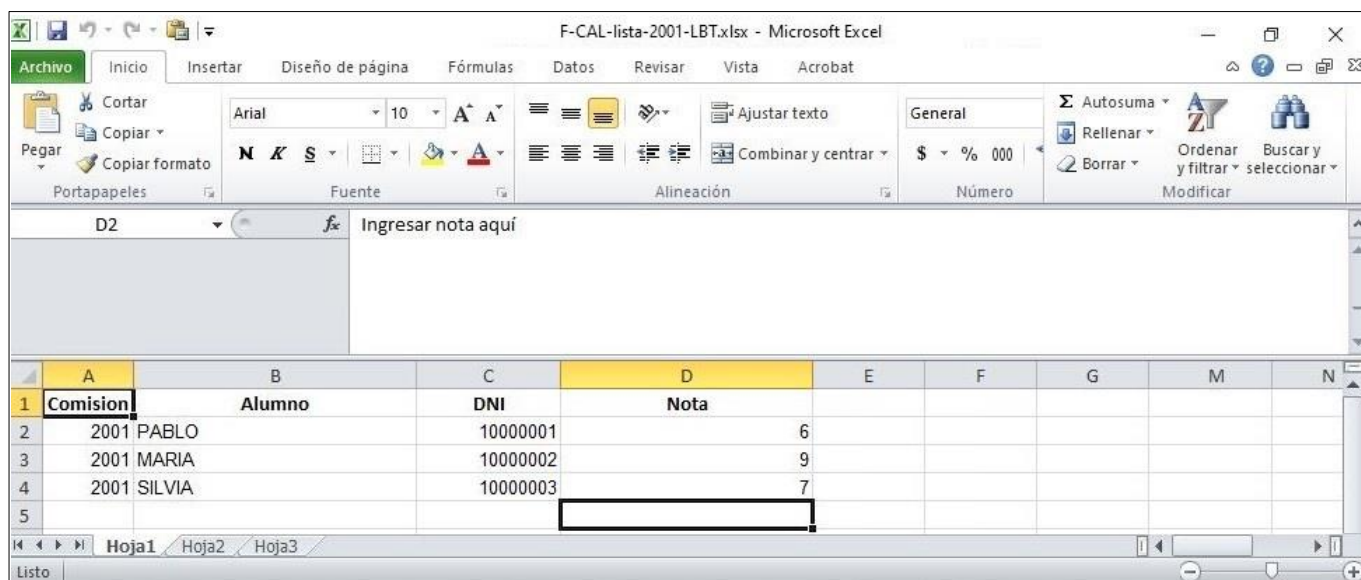 F-CAL-lista-2001-LBT.xlsx - Microsoft Excel
Archivo Inicio Insertar Diseño de página Fórmulas Datos Revisar Vista Acrobat
Pegar
Cortar
Copiar
Copiar formato
Portapapeles
Arial 10
N K S
Fuente
Ajustar texto
Combinar y centrar
Alineación
General
$ % 000
Número
Σ Autosuma
Rellenar
Borrar
Ordenar y filtrar
Buscar y seleccionar
Modificar
D2 fx Ingresar nota aquí
A B C D E F G M N
1 Comision Alumno DNI Nota
2 2001 PABLO 10000001 6
3 2001 MARIA 10000002 9
4 2001 SILVIA 10000003 7
5
Hoja1 Hoja2 Hoja3
Listo